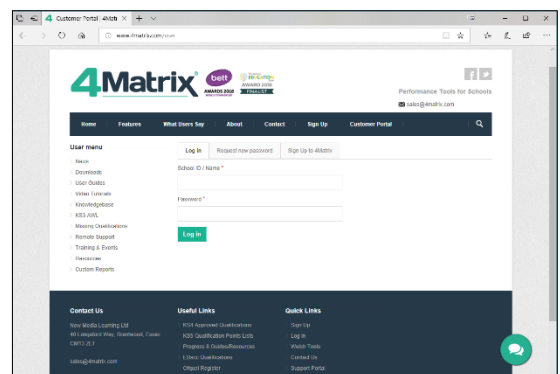 4 Customer Portal | 4Matri
www.4matrix.com/user
4Matrix
bett
AWARDS 2018
AWARD 2018
FINALIST
Performance Tools for Schools
sales@4matrix.com
Home
Features
What Users Say
About
Contact
Sign Up
Customer Portal
User menu
News
Downloads
User Guides
Video Tutorials
Knowledgebase
KS3 AWL
Missing Qualifications
Remote Support
Training & Events
Resources
Custom Reports
Log in
Request new password
Sign Up to 4Matrix
School ID / Name *
Password *
Log in
Contact Us
New Media Learning Ltd
Brentwood, Essex
sales@4matrix.com
Useful Links
KS4 Approved Qualifications
KS5 Qualification Points Lists
Progress 8 Guides/Resources
EBacc Qualifications
Ofqual Register
Quick Links
Sign Up
Log in
Welsh Tools
Contact Us
Support Portal